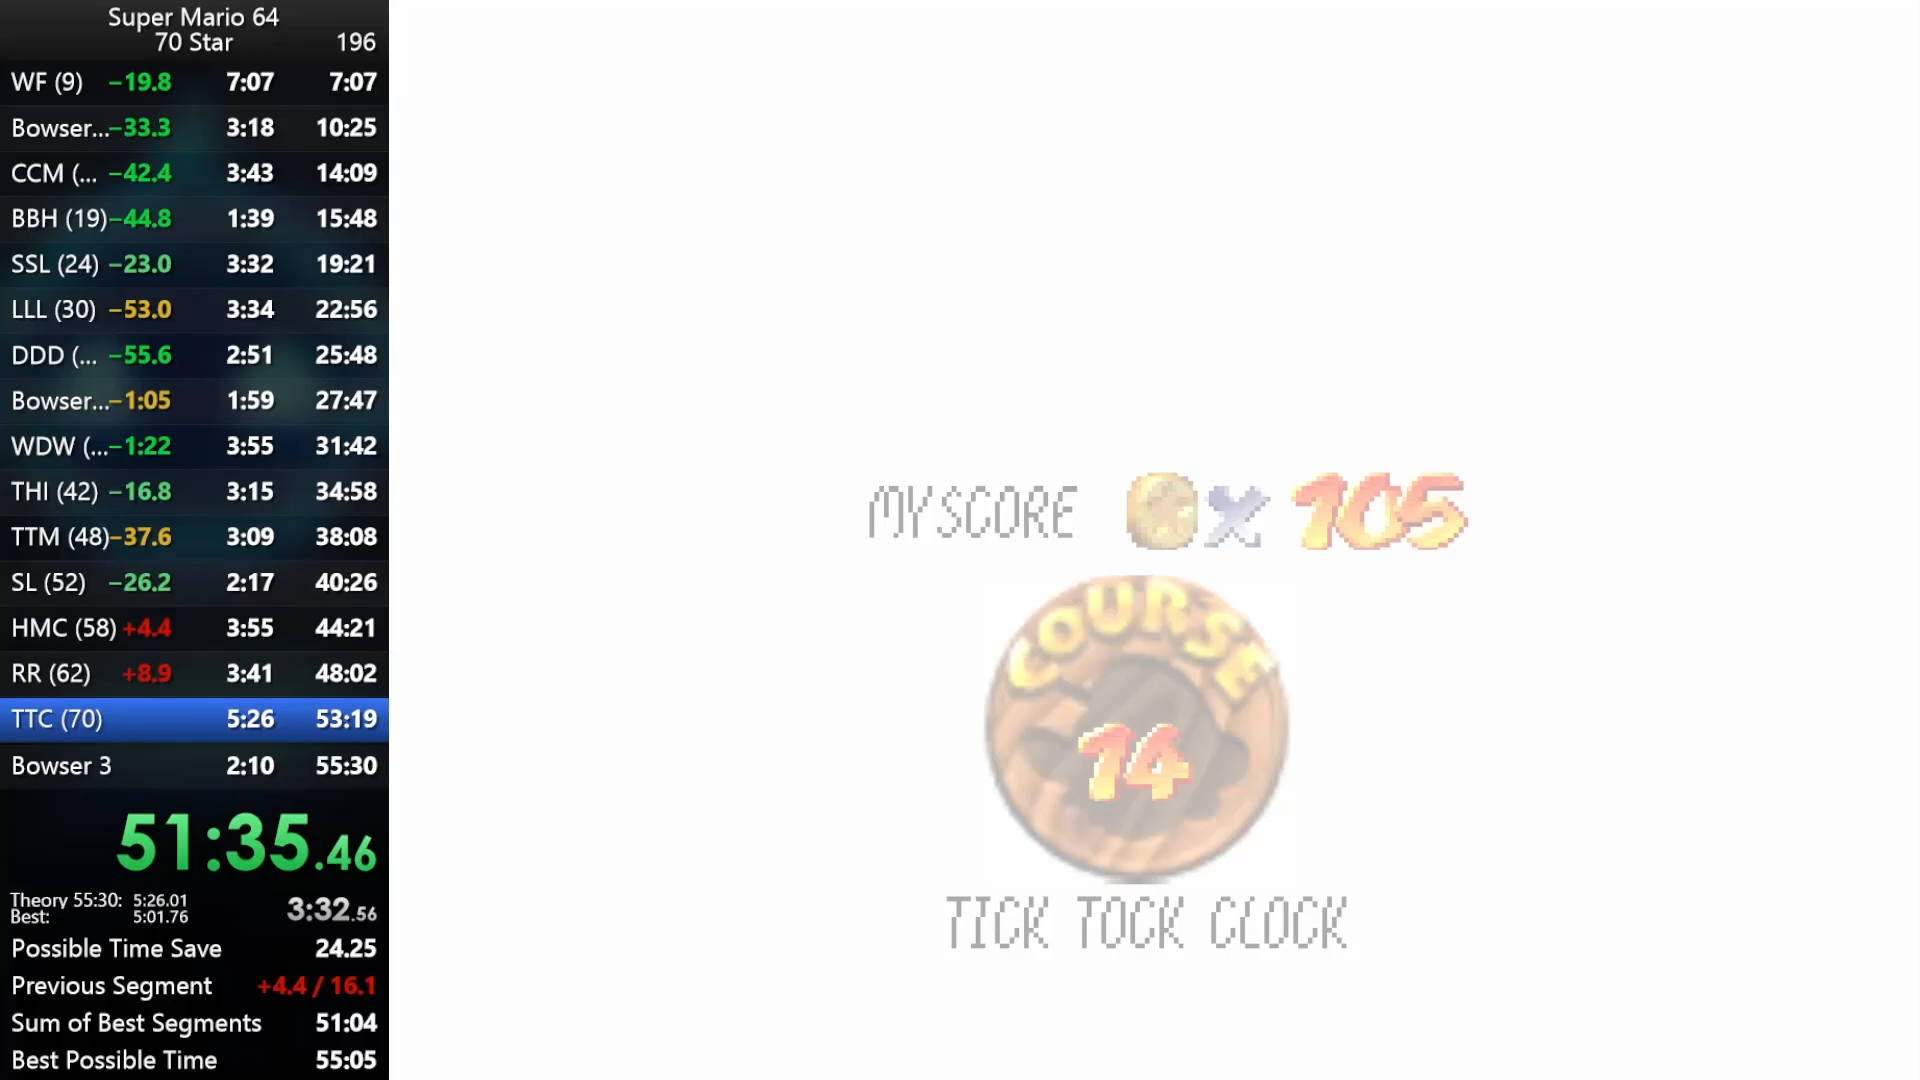 Super Mario 64
70 Star 196
WF (9) −19.8 7:07 7:07
Bowser... −33.3 3:18 10:25
CCM (... −42.4 3:43 14:09
BBH (19) −44.8 1:39 15:48
SSL (24) −23.0 3:32 19:21
LLL (30) −53.0 3:34 22:56
DDD (... −55.6 2:51 25:48
Bowser... −1:05 1:59 27:47
WDW (... −1:22 3:55 31:42
THI (42) −16.8 3:15 34:58
TTM (48) −37.6 3:09 38:08
SL (52) −26.2 2:17 40:26
HMC (58) +4.4 3:55 44:21
RR (62) +8.9 3:41 48:02
TTC (70) 5:26 53:19
Bowser 3 2:10 55:30
51:35.46
Theory 55:30: 5:26.01
Best: 5:01.76
3:32.56
Possible Time Save 24.25
Previous Segment +4.4 / 16.1
Sum of Best Segments 51:04
Best Possible Time 55:05
MYSCORE × 105
COURSE
14
TICK TOCK CLOCK